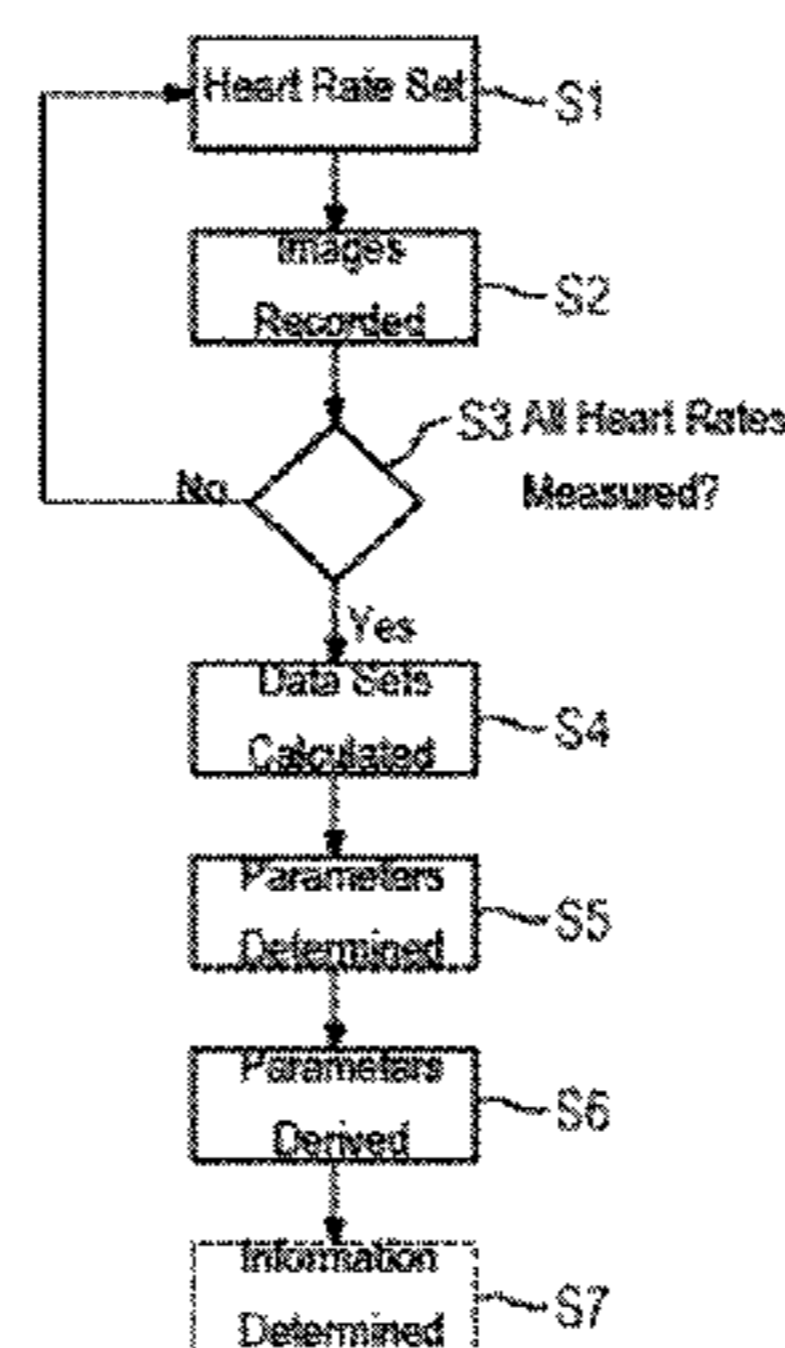 Heart Rate Set
S1
Images
Recorded
S2
S3 All Heart Rates
Measured?
No
Yes
Data Sets
Calculated
S4
Parameters
Determined
S5
Parameters
Derived
S6
Information
Determined
S7